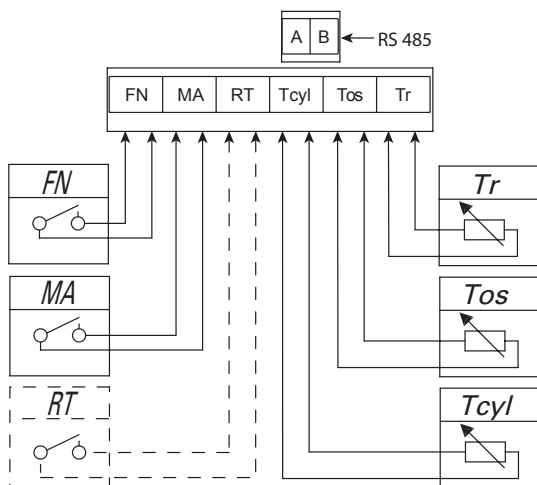 A B RS 485
FN MA RT Tcyl Tos Tr
FN
Tr
MA
Tos
RT
Tcyl